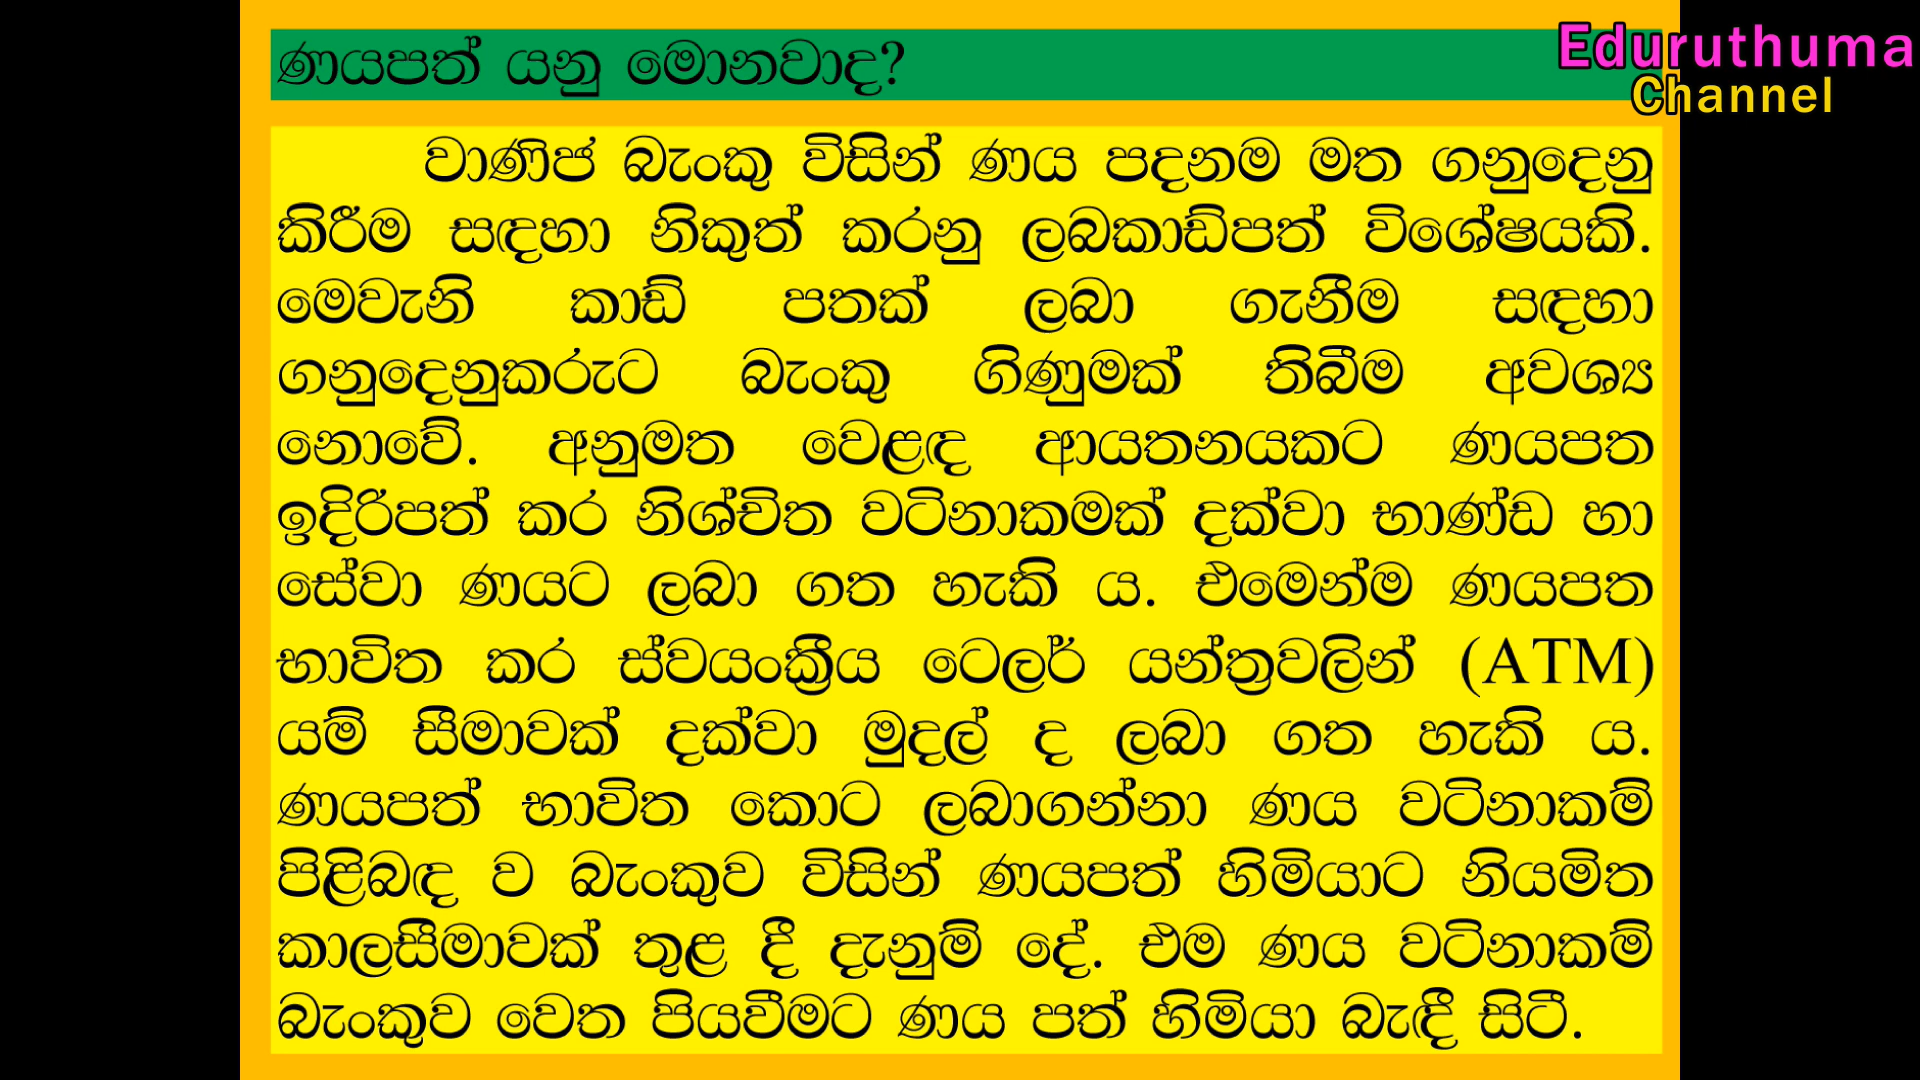 ණයපත් යනු මොනවාද?
Eduruthuma
Channel
වාණිජ බැංකු විසින් ණය පදනම මත ගනුදෙනු
කිරීම සඳහා නිකුත් කරනු ලබකාඩ්පත් විශේෂයකි.
මෙවැනි කාඩ් පතක් ලබා ගැනීම සඳහා
ගනුදෙනුකරුට බැංකු ගිණුමක් තිබීම අවශ්‍ය
නොවේ. අනුමත වෙළඳ ආයතනයකට ණයපත
ඉදිරිපත් කර නිශ්චිත වටිනාකමක් දක්වා භාණ්ඩ හා
සේවා ණයට ලබා ගත හැකි ය. එමෙන්ම ණයපත
භාවිත කර ස්වයංක්‍රීය ටෙලර් යන්ත්‍රවලින් (ATM)
යම් සීමාවක් දක්වා මුදල් ද ලබා ගත හැකි ය.
ණයපත් භාවිත කොට ලබාගන්නා ණය වටිනාකම්
පිළිබඳ ව බැංකුව විසින් ණයපත් හිමියාට නියමිත
කාලසීමාවක් තුළ දී දැනුම් දේ. එම ණය වටිනාකම්
බැංකුව වෙත පියවීමට ණය පත් හිමියා බැඳී සිටී.